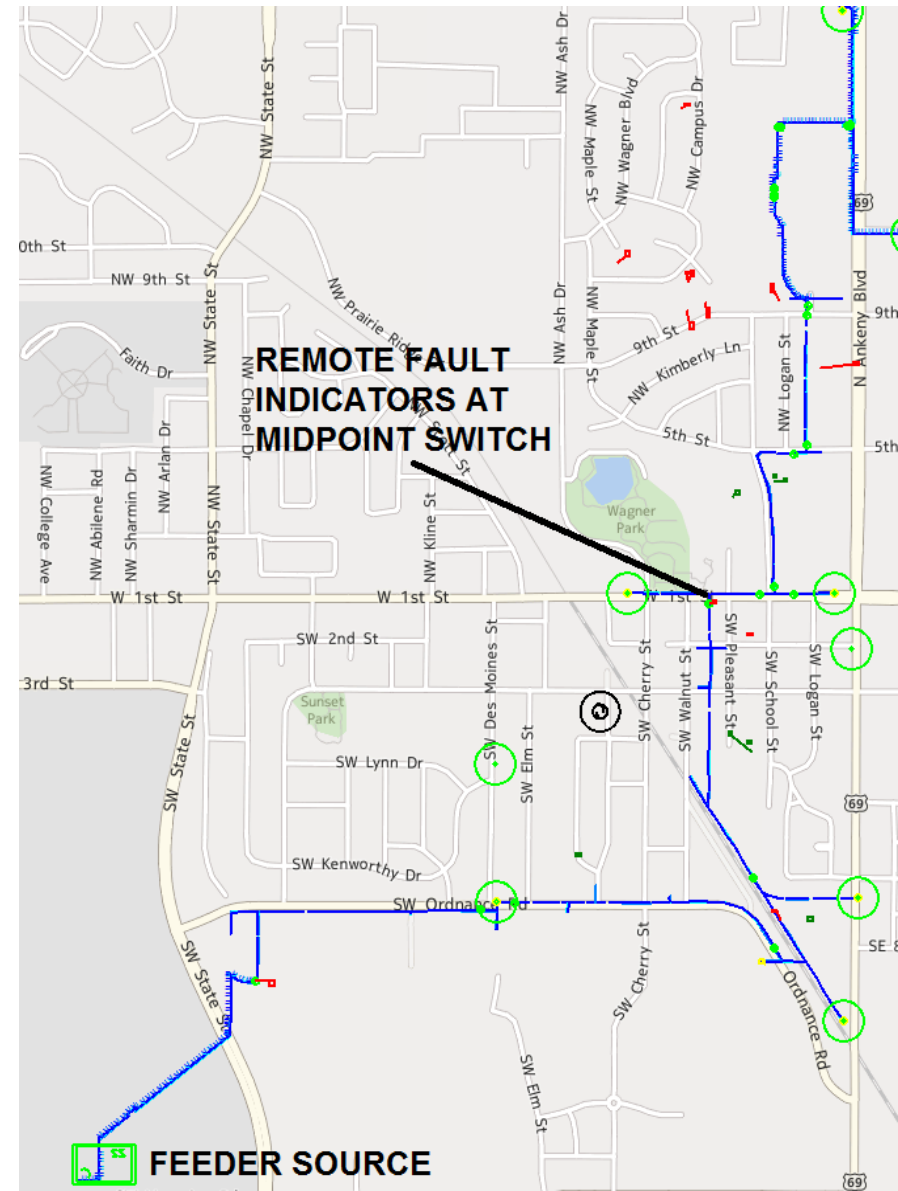 NW State St
NW Ash Dr
NW Maple St
NW Wagner Blvd
NW Campus Dr
69
0th St
NW 9th St
NW State St
NW Prairie Ridge
NW Ash Dr
NW Maple St
9th St
9th
N Ankeny Blvd
Faith Dr
NW Chapel Dr
REMOTE FAULT
INDICATORS AT
MIDPOINT SWITCH
NW Kimberly Ln
NW Logan St
5th St
5th
NW College Ave
NW Abilene Rd
NW Sharmin Dr
NW Arlan Dr
NW State St
NW Kline St
Wagner
Park
W 1st St
W 1st St
W 1st
SW 2nd St
3rd St
Sunset
Park
SW Des Moines St
SW Elm St
SW Cherry St
SW Walnut St
SW Pleasant St
SW School St
SW Logan St
SW State St
SW Lynn Dr
69
SW Kenworthy Dr
SW Ordnance Rd
SW Cherry St
SE 8
SW State St
Ordnance Rd
SW Elm St
FEEDER SOURCE
69